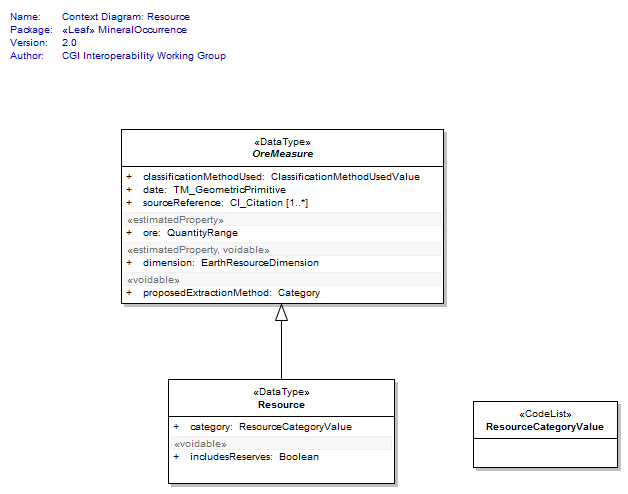 Name: Context Diagram: Resource
Package: «Leaf» MineralOccurrence
Version: 2.0
Author: CGI Interoperability Working Group
«DataType»
OreMeasure
+ classificationMethodUsed: ClassificationMethodUsedValue
+ date: TM_GeometricPrimitive
+ sourceReference: CI_Citation [1..*]
«estimatedProperty»
+ ore: QuantityRange
«estimatedProperty, voidable»
+ dimension: EarthResourceDimension
«voidable»
+ proposedExtractionMethod: Category
«DataType»
Resource
+ category: ResourceCategoryValue
«voidable»
+ includesReserves: Boolean
«CodeList»
ResourceCategoryValue